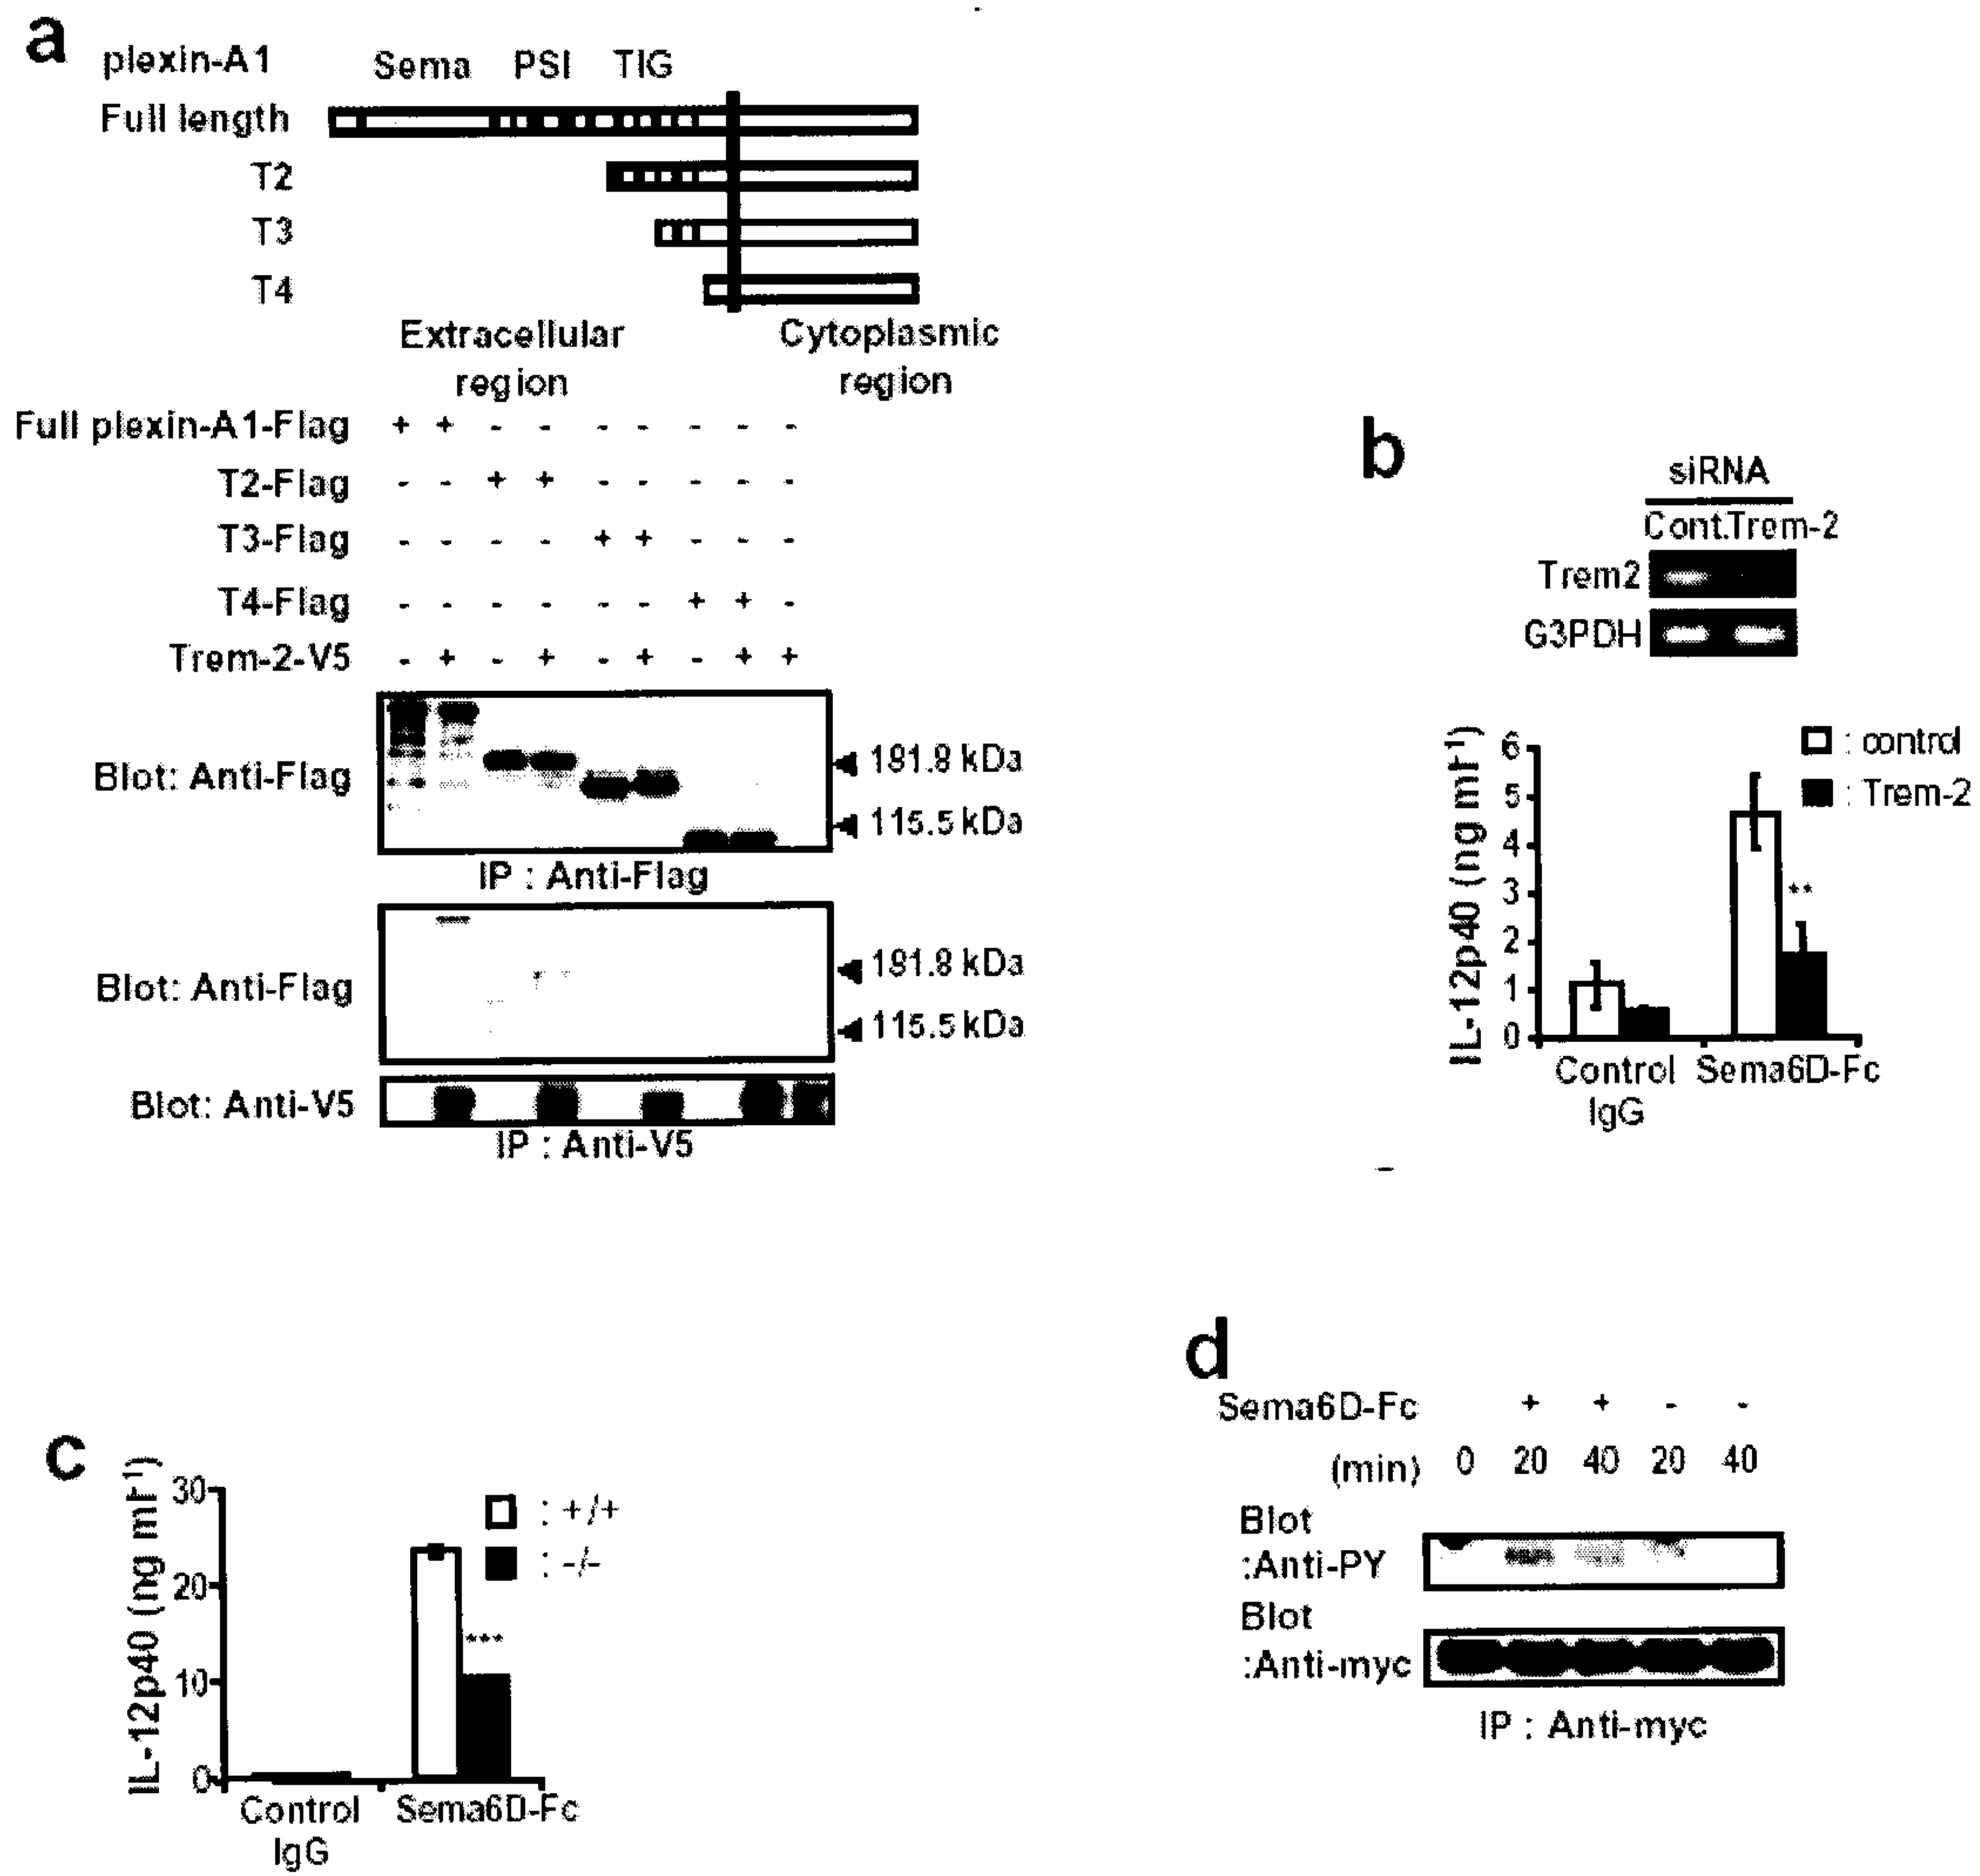 a
plexin-A1 Sema PSI TIG
Full length
T2
T3
T4
Extracellular region
Cytoplasmic region
Full plexin-A1-Flag + + - - - - - - -
T2-Flag - - + + - - - - -
T3-Flag - - - - + + - - -
T4-Flag - - - - - - + + -
Trem-2-V5 - + - + - + - + +
Blot: Anti-Flag
191.8 kDa
115.5 kDa
IP : Anti-Flag
Blot: Anti-Flag
191.8 kDa
115.5 kDa
Blot: Anti-V5
IP : Anti-V5
b
siRNA
Cont.Trem-2
Trem2
G3PDH
IL-12p40 (ng ml-1)
6
5
4
3
2
1
0
: control
: Trem-2
**
Control IgG
Sema6D-Fc
c
IL-12p40 (ng ml-1)
30
20
10
0
: +/+
: -/-
***
Control IgG
Sema6D-Fc
d
Sema6D-Fc + + - -
(min) 0 20 40 20 40
Blot
:Anti-PY
Blot
:Anti-myc
IP : Anti-myc